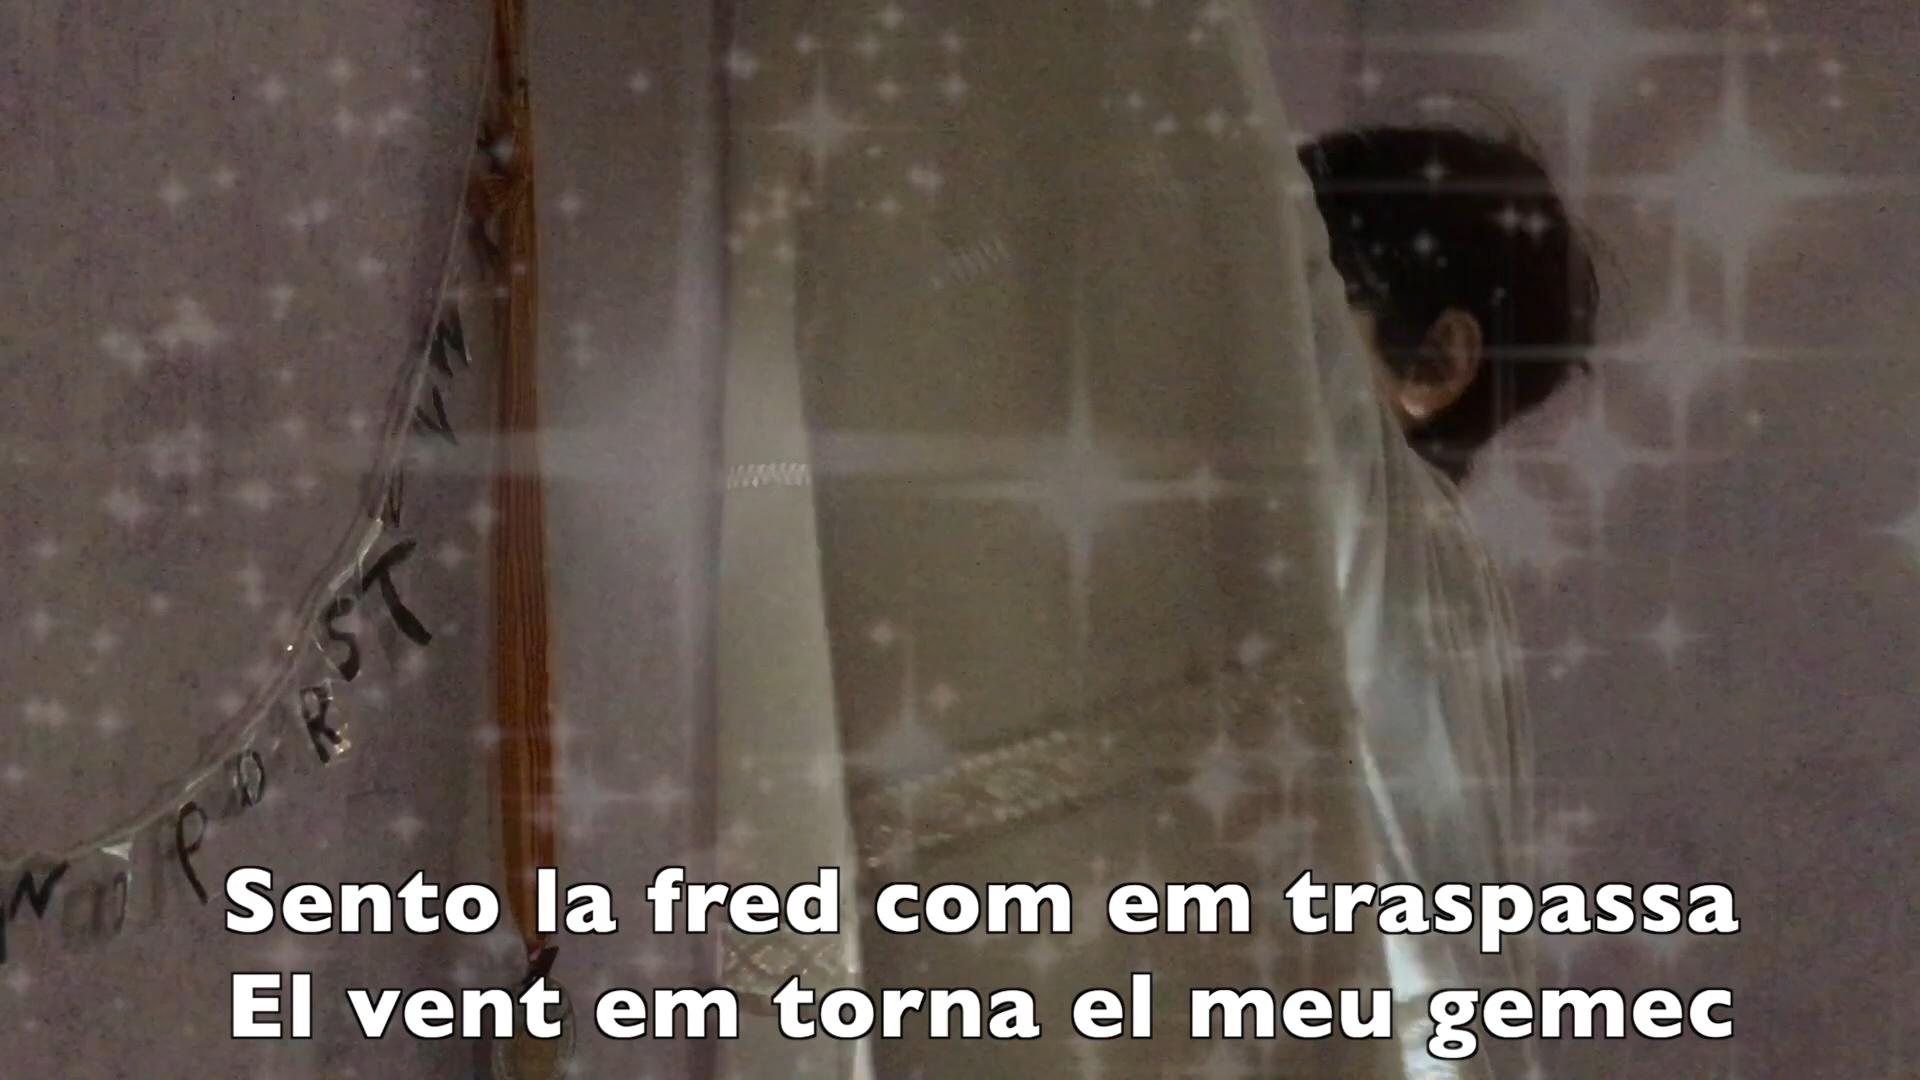 Sento la fred com em traspassa
El vent em torna el meu gemec